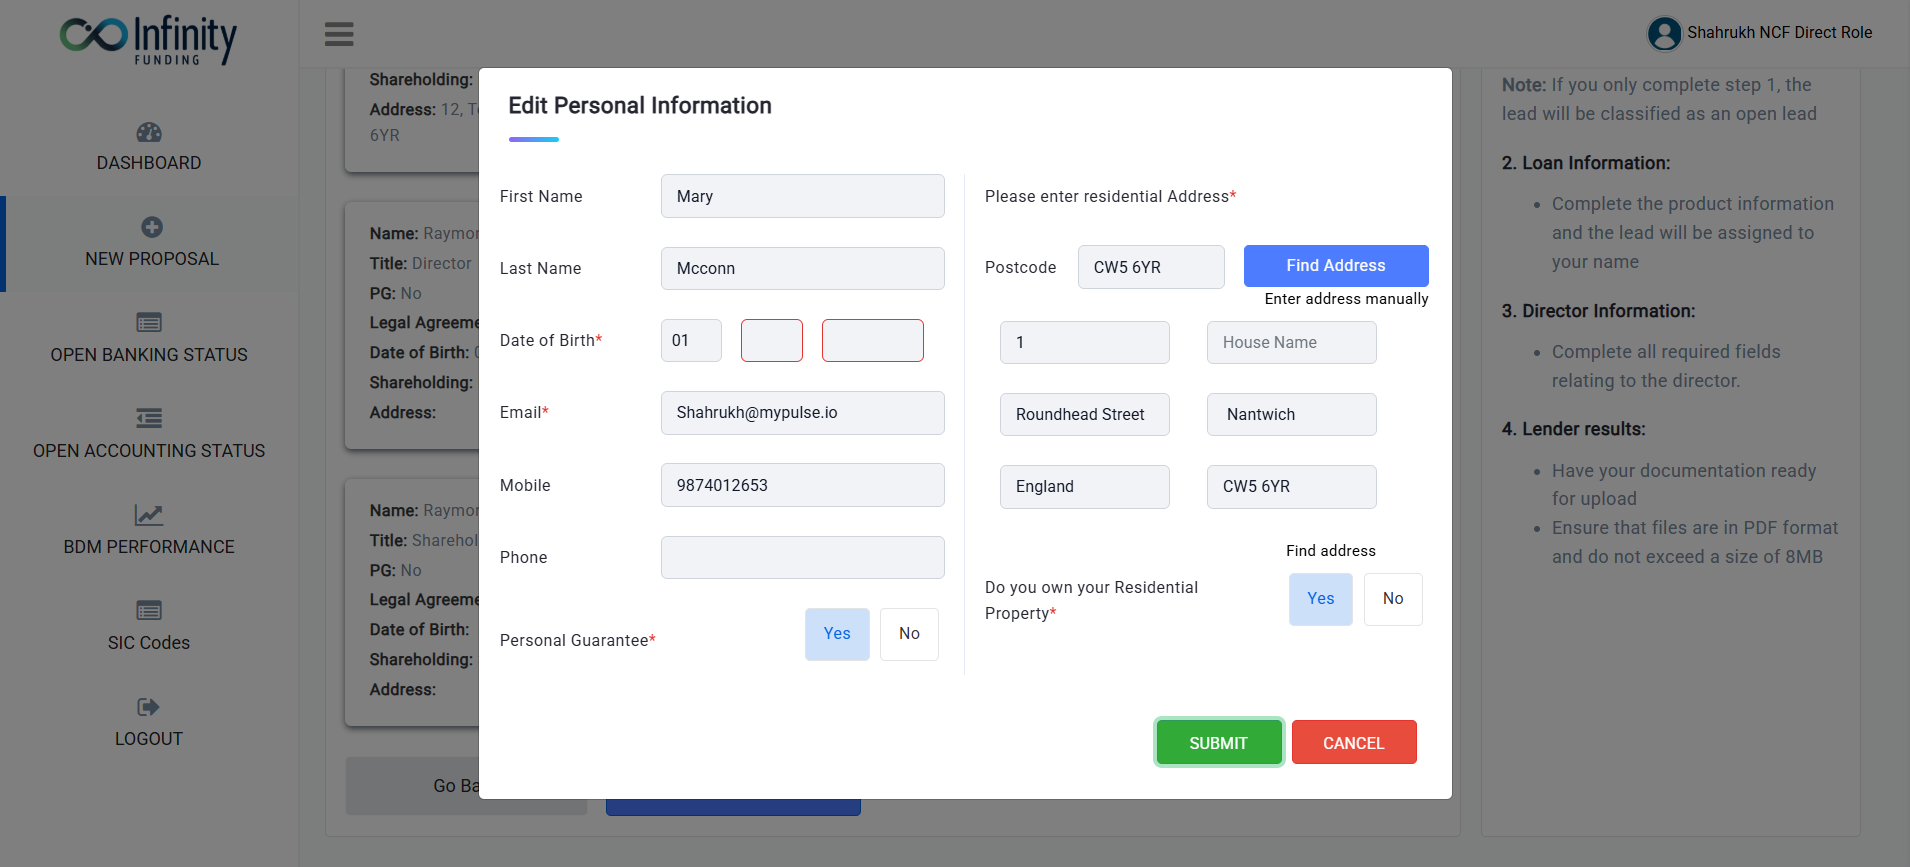 Infinity
FUNDING
DASHBOARD
NEW PROPOSAL
OPEN BANKING STATUS
OPEN ACCOUNTING STATUS
BDM PERFORMANCE
SIC Codes
LOGOUT
Shahrukh NCF Direct Role
Shareholding:
Address: 12,
6YR
Name: Raymo
Title: Director
PG: No
Legal Agreeme
Date of Birth:
Shareholding:
Address:
Name: Raymo
Title: Sharehol
PG: No
Legal Agreeme
Date of Birth:
Shareholding:
Address:
Go Ba
Edit Personal Information
First Name
Mary
Last Name
Mcconn
Date of Birth*
01
Email*
Shahrukh@mypulse.io
Mobile
9874012653
Phone
Personal Guarantee*
Yes
No
Please enter residential Address*
Postcode
CW5 6YR
Find Address
Enter address manually
1
House Name
Roundhead Street
Nantwich
England
CW5 6YR
Find address
Do you own your Residential
Property*
Yes
No
SUBMIT
CANCEL
Note: If you only complete step 1, the
lead will be classified as an open lead
2. Loan Information:
• Complete the product information
and the lead will be assigned to
your name
3. Director Information:
• Complete all required fields
relating to the director.
4. Lender results:
• Have your documentation ready
for upload
• Ensure that files are in PDF format
and do not exceed a size of 8MB